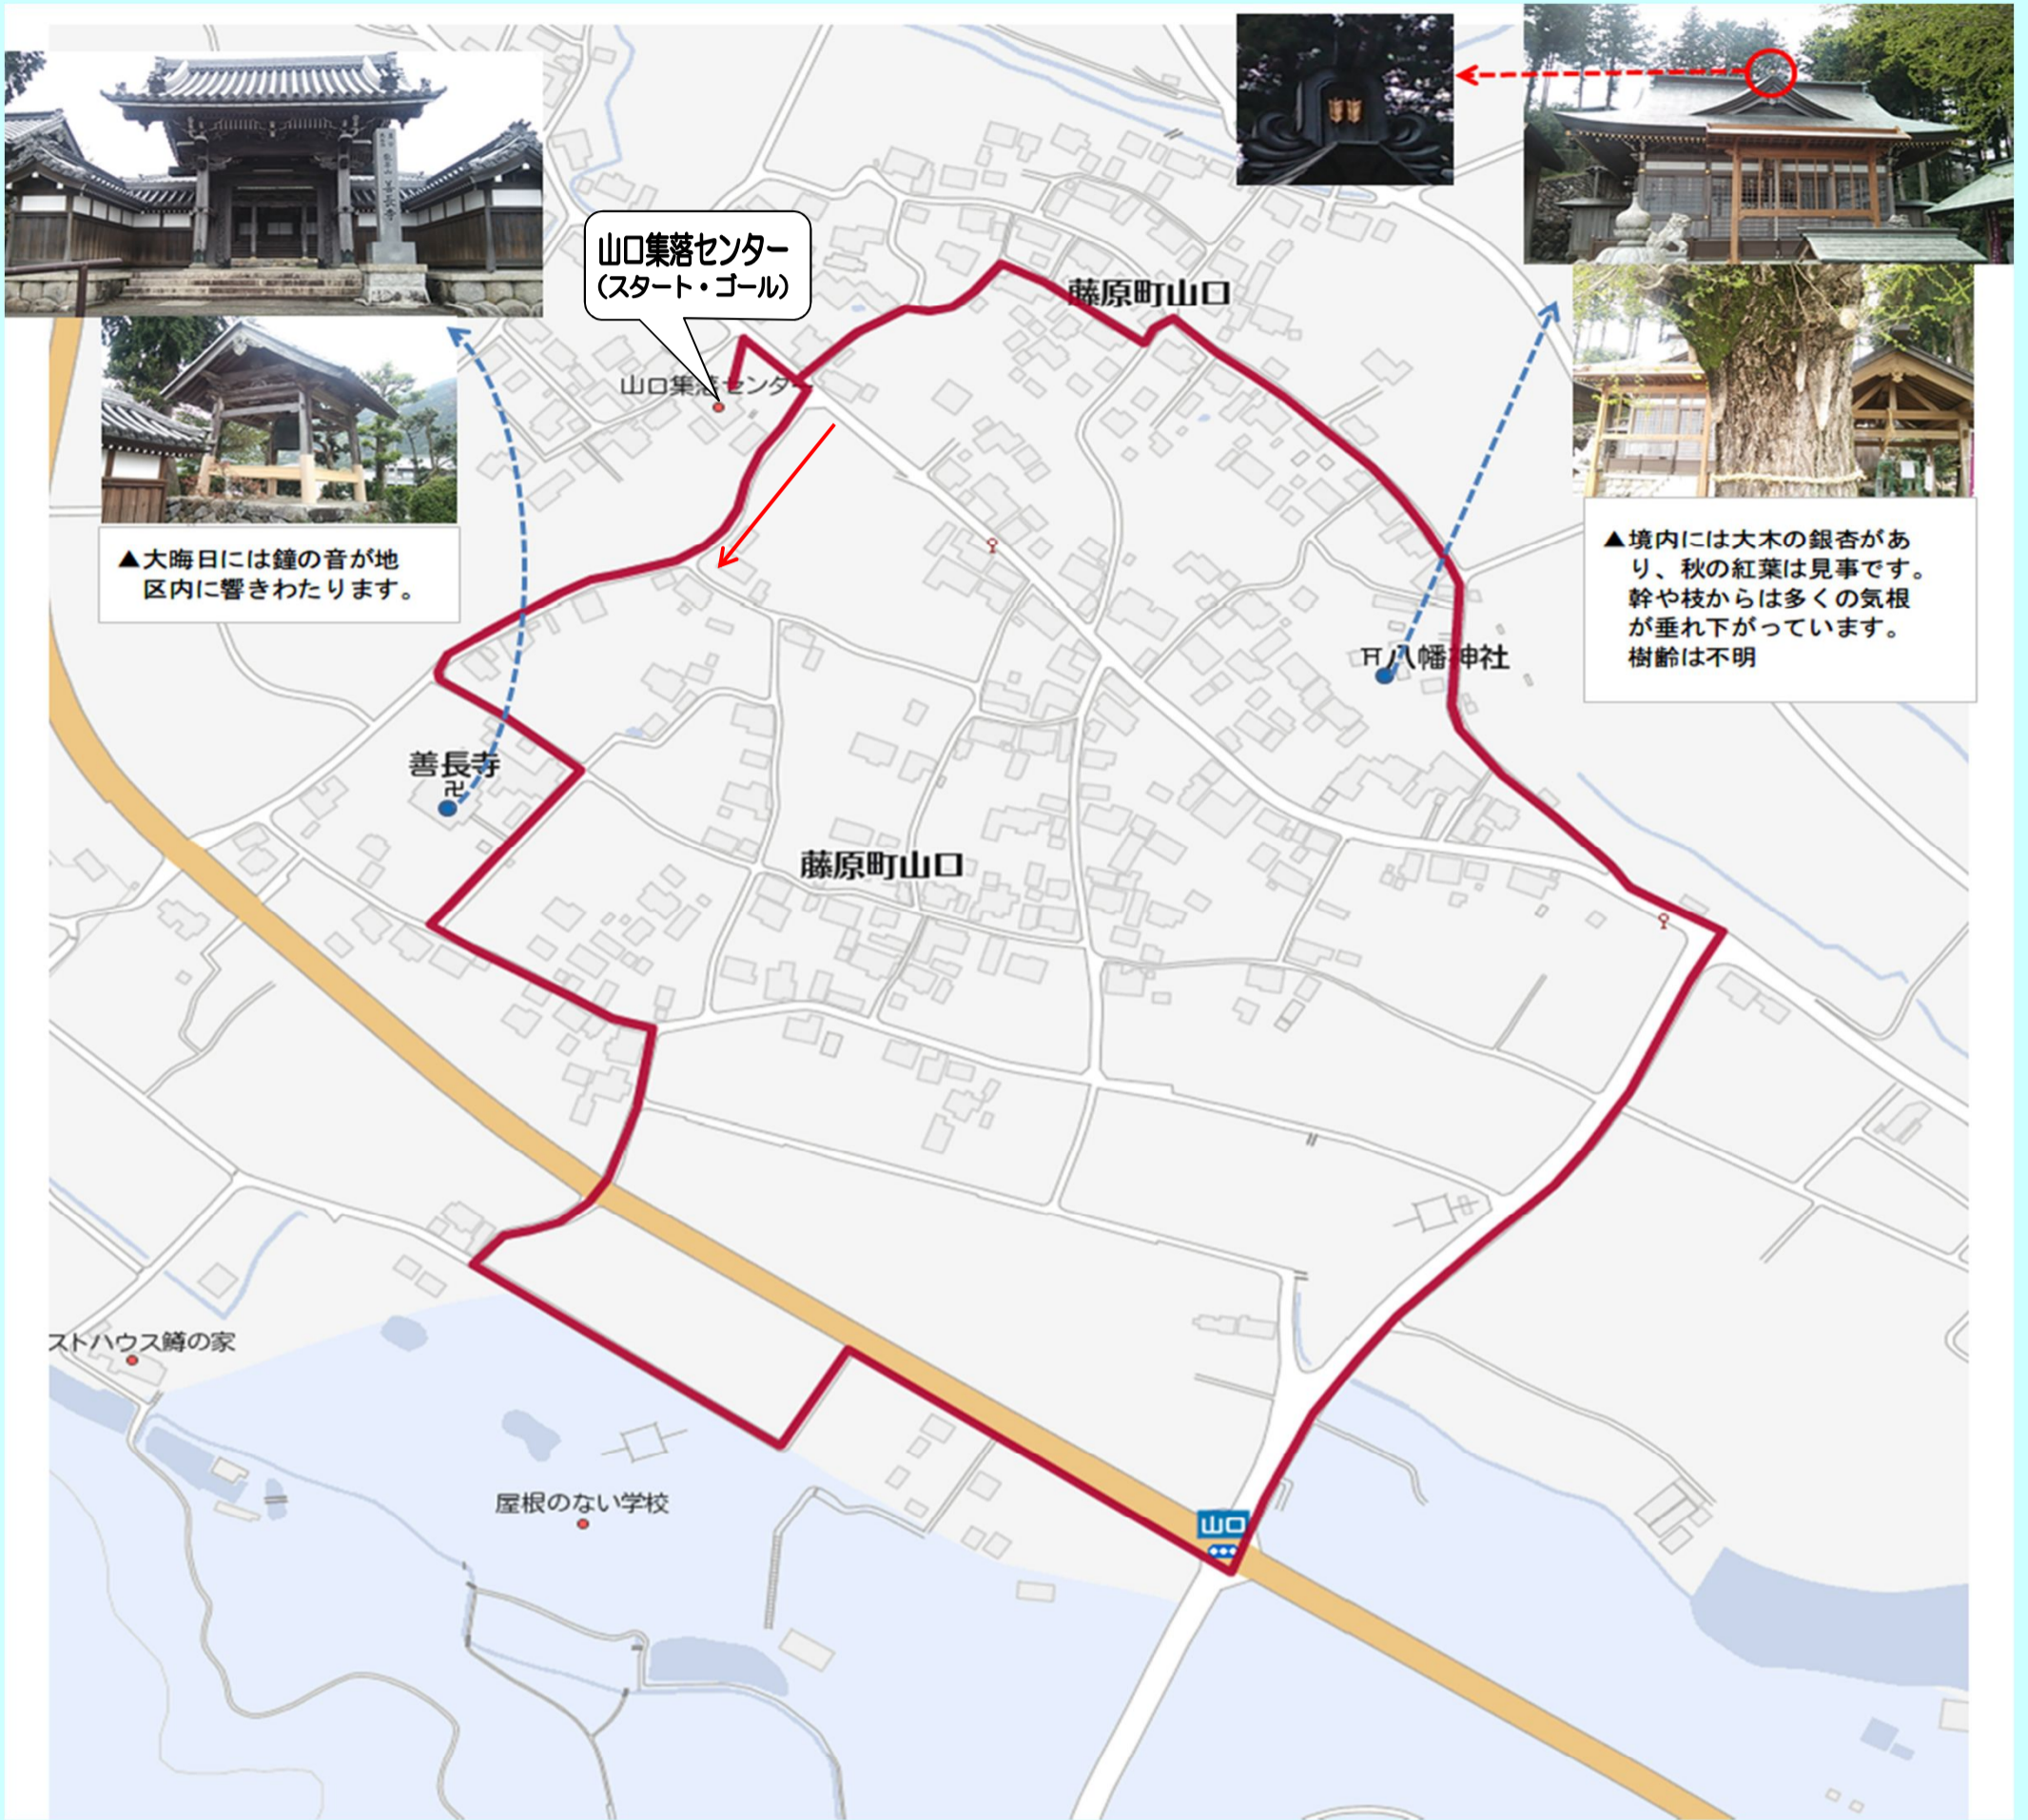 山口集落センター
（スタート・ゴール）
藤原町山口
山口集落センター
▲大晦日には鐘の音が地
区内に響きわたります。
▲境内には大木の銀杏があ
り、秋の紅葉は見事です。
幹や枝からは多くの気根
が垂れ下がっています。
樹齢は不明
八幡神社
善長寺
卍
藤原町山口
ストハウス鱒の家
屋根のない学校
山口
善長寺